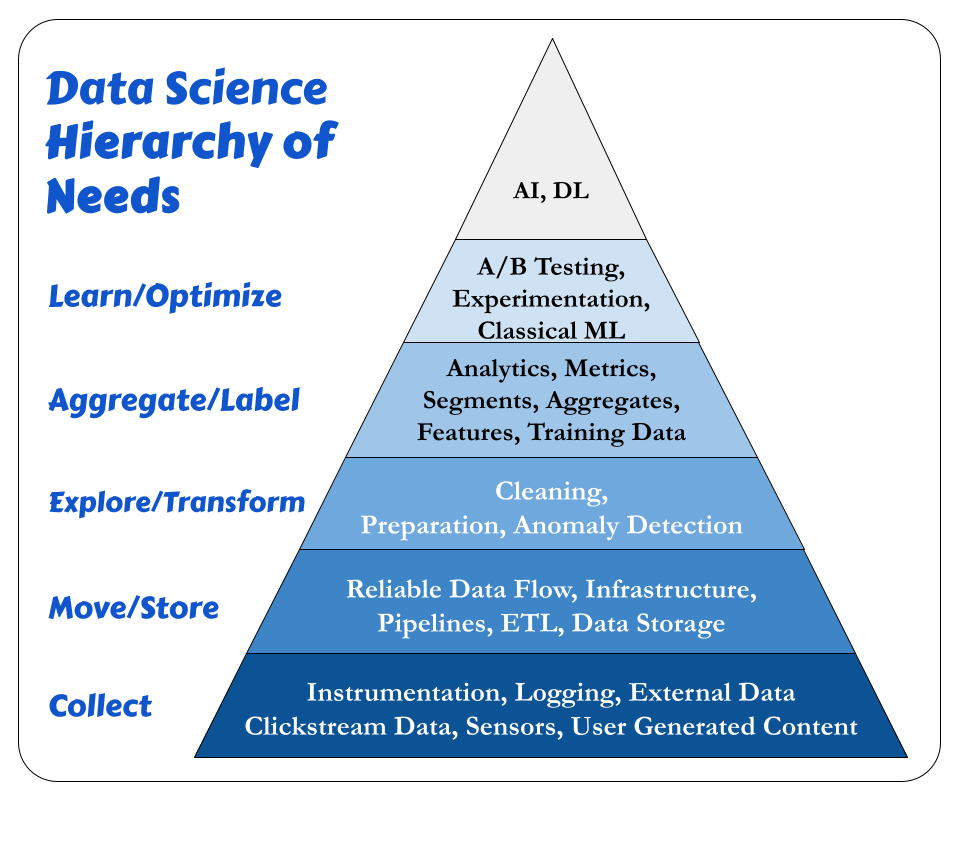 Data Science
Hierarchy of
Needs
AI, DL
Learn/Optimize
A/B Testing,
Experimentation,
Classical ML
Aggregate/Label
Analytics, Metrics,
Segments, Aggregates,
Features, Training Data
Explore/Transform
Cleaning,
Preparation, Anomaly Detection
Move/Store
Reliable Data Flow, Infrastructure,
Pipelines, ETL, Data Storage
Collect
Instrumentation, Logging, External Data
Clickstream Data, Sensors, User Generated Content